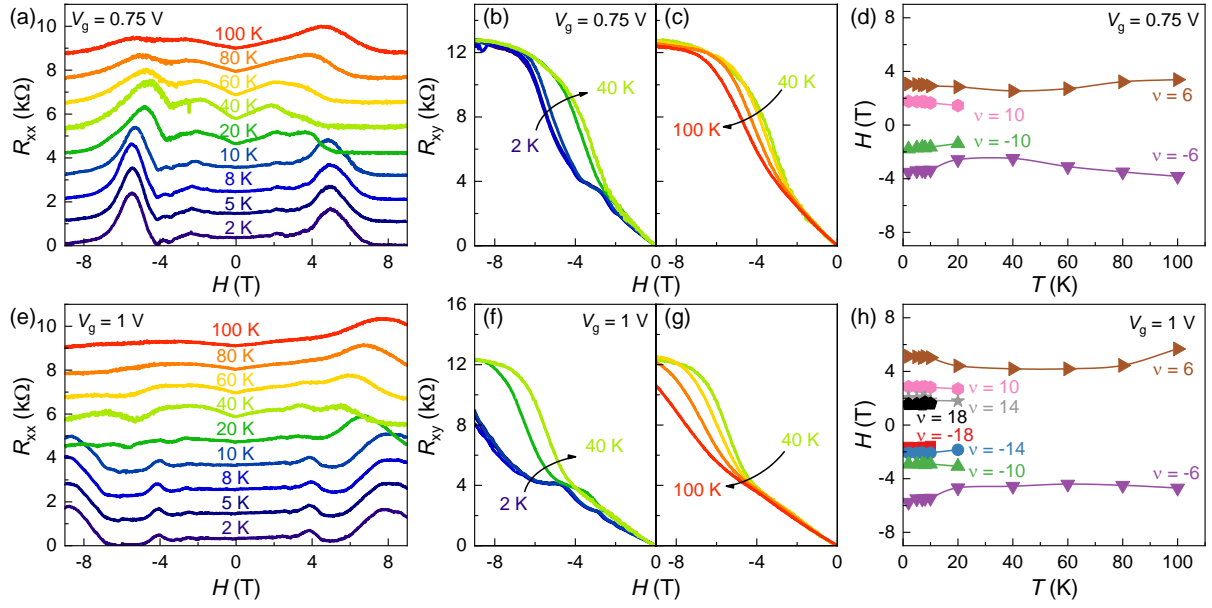 (a) V_g = 0.75 V
100 K
80 K
60 K
40 K
20 K
10 K
8 K
5 K
2 K
R_xx (kΩ)
0 2 4 6 8 10
-8 -4 0 4 8
H (T)
(b) V_g = 0.75 V
40 K
2 K
R_xy (kΩ)
0 4 8 12
-8 -4
(c)
40 K
100 K
-8 -4 0
H (T)
(d) V_g = 0.75 V
ν = 6
ν = 10
ν = -10
ν = -6
H (T)
-8 -4 0 4 8
0 20 40 60 80 100
T (K)
(e) V_g = 1 V
100 K
80 K
60 K
40 K
20 K
10 K
8 K
5 K
2 K
R_xx (kΩ)
0 2 4 6 8 10
-8 -4 0 4 8
H (T)
(f) V_g = 1 V
40 K
2 K
R_xy (kΩ)
0 4 8 12 16
-8 -4
(g)
40 K
100 K
-8 -4 0
H (T)
(h) V_g = 1 V
ν = 6
ν = 10
ν = 14
ν = 18
ν = -18
ν = -14
ν = -10
ν = -6
H (T)
-8 -4 0 4 8
0 20 40 60 80 100
T (K)